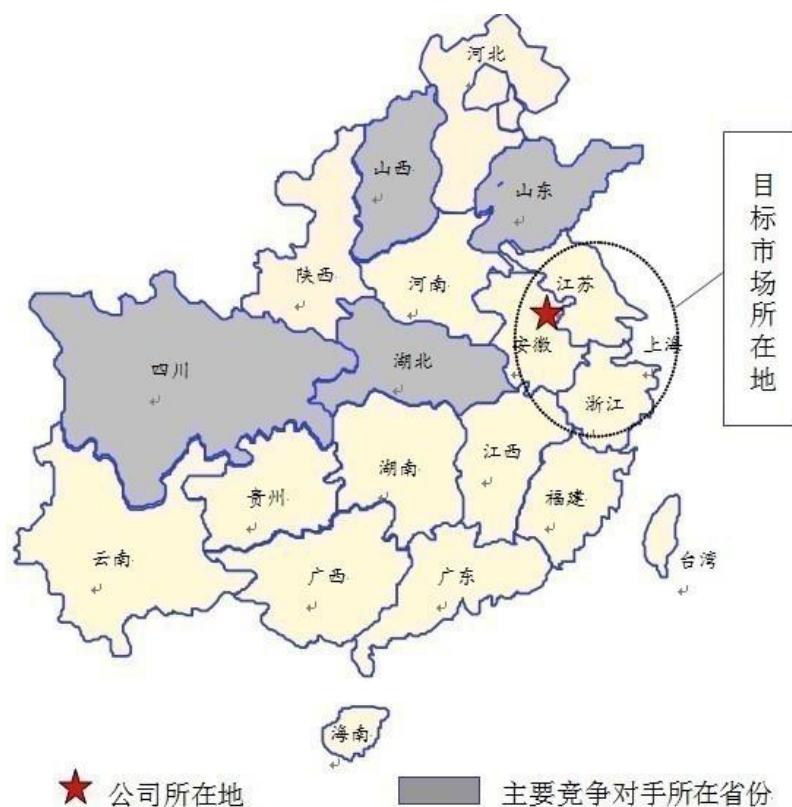 河北
山西
山东
陕西
河南
江苏
安徽
上海
四川
湖北
浙江
湖南
江西
贵州
福建
云南
广西
广东
台湾
海南
目标市场所在地
公司所在地
主要竞争对手所在省份